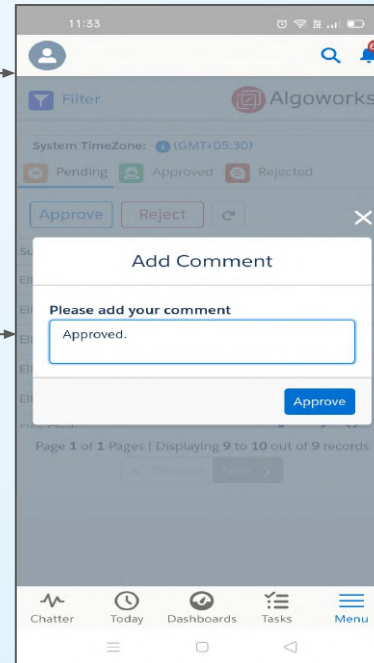 11:33
Filter
Algoworks
System TimeZone: (GMT+05:30)
Pending Approved Rejected
Approve Reject
Add Comment
Please add your comment
Approved.
Approve
Page 1 of 1 Pages | Displaying 9 to 10 out of 9 records
Previous Next
Chatter Today Dashboards Tasks Menu